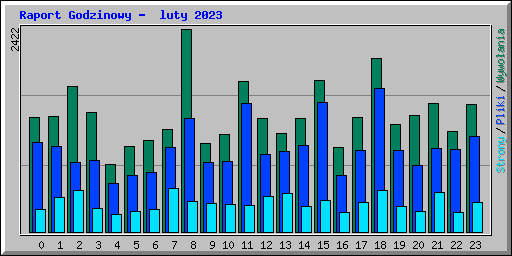 Raport Godzinowy -  luty 2023
2422
Strony/Pliki/Wywołania
0 1 2 3 4 5 6 7 8 9 10 11 12 13 14 15 16 17 18 19 20 21 22 23